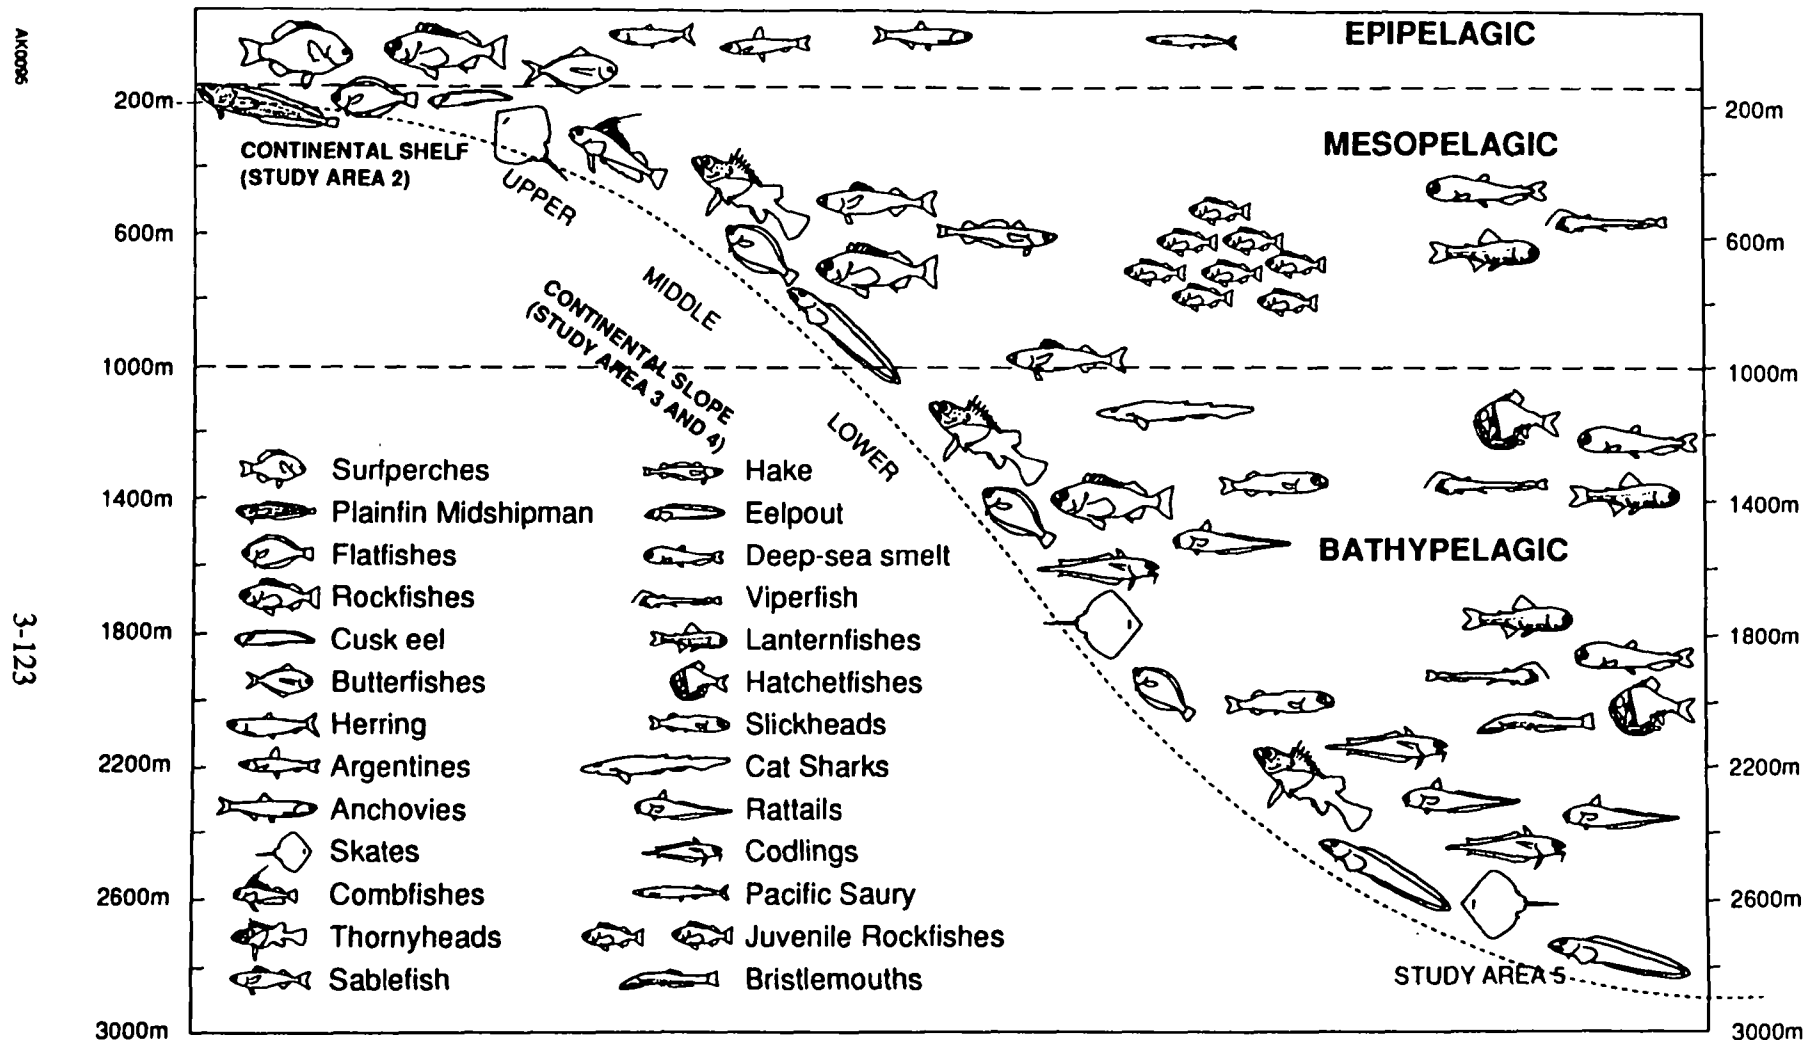 AK0095
3-123
EPIPELAGIC
200m
200m
MESOPELAGIC
CONTINENTAL SHELF
(STUDY AREA 2)
UPPER
600m
600m
MIDDLE
CONTINENTAL SLOPE
(STUDY AREA 3 AND 4)
1000m
1000m
LOWER
1400m
1400m
BATHYPELAGIC
1800m
1800m
2200m
2200m
2600m
2600m
STUDY AREA 5
3000m
3000m
Surfperches
Plainfin Midshipman
Flatfishes
Rockfishes
Cusk eel
Butterfishes
Herring
Argentines
Anchovies
Skates
Combfishes
Thornyheads
Sablefish
Hake
Eelpout
Deep-sea smelt
Viperfish
Lanternfishes
Hatchetfishes
Slickheads
Cat Sharks
Rattails
Codlings
Pacific Saury
Juvenile Rockfishes
Bristlemouths